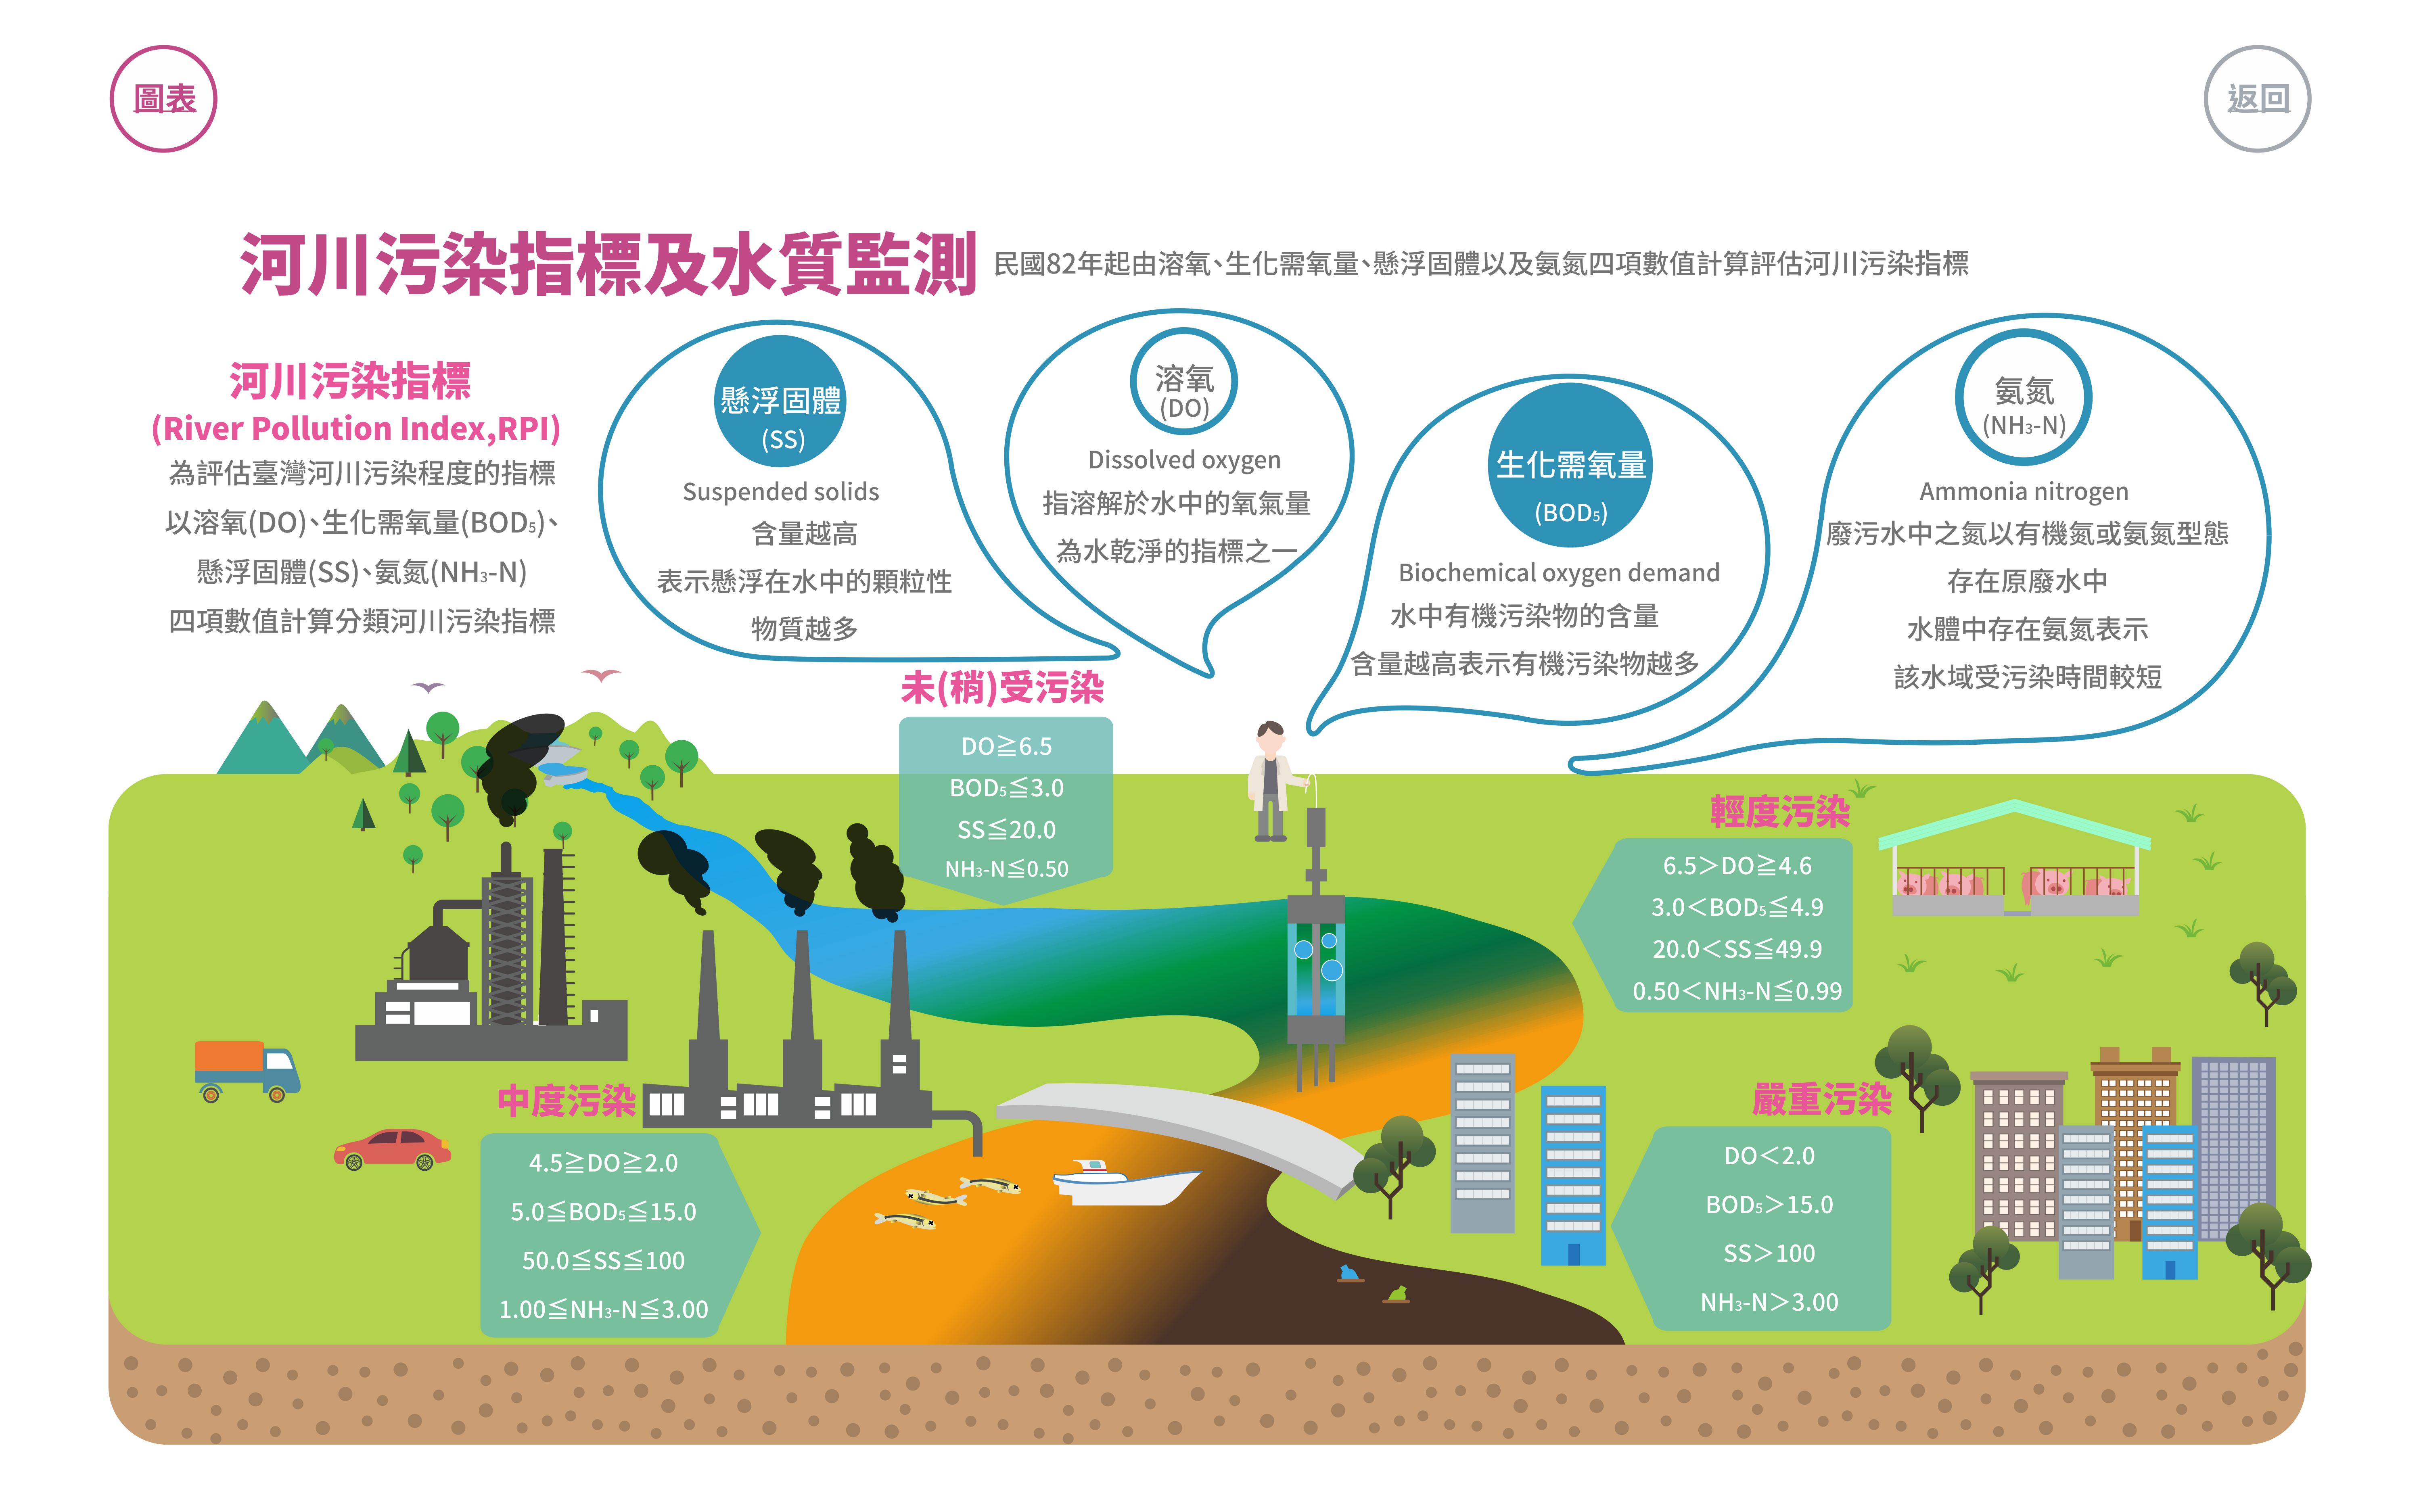 圖表
返回
河川污染指標及水質監測
民國82年起由溶氧、生化需氧量、懸浮固體以及氨氮四項數值計算評估河川污染指標
河川污染指標
(River Pollution Index,RPI)
為評估臺灣河川污染程度的指標
以溶氧(DO)、生化需氧量(BOD₅)、
懸浮固體(SS)、氨氮(NH₃-N)
四項數值計算分類河川污染指標
懸浮固體
(SS)
Suspended solids
含量越高
表示懸浮在水中的顆粒性
物質越多
溶氧
(DO)
Dissolved oxygen
指溶解於水中的氧氣量
為水乾淨的指標之一
生化需氧量
(BOD₅)
Biochemical oxygen demand
水中有機污染物的含量
含量越高表示有機污染物越多
氨氮
(NH₃-N)
Ammonia nitrogen
廢污水中之氮以有機氮或氨氮型態
存在原廢水中
水體中存在氨氮表示
該水域受污染時間較短
未(稍)受污染
DO≧6.5
BOD₅≦3.0
SS≦20.0
NH₃-N≦0.50
輕度污染
6.5>DO≧4.6
3.0<BOD₅≦4.9
20.0<SS≦49.9
0.50<NH₃-N≦0.99
中度污染
4.5≧DO≧2.0
5.0≦BOD₅≦15.0
50.0≦SS≦100
1.00≦NH₃-N≦3.00
嚴重污染
DO<2.0
BOD₅>15.0
SS>100
NH₃-N>3.00